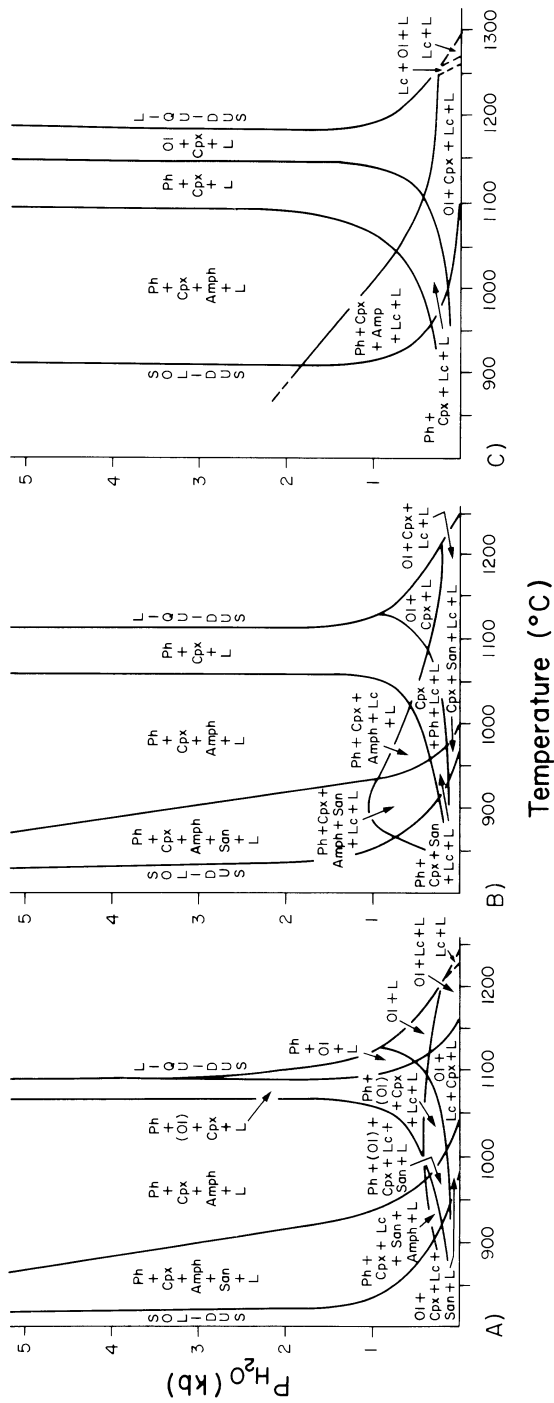 P H2O (kb)
5
4
3
2
1
900
1000
1100
1200
A)
SOLIDUS
Ph
+
Cpx
+
Amph
+
San
+
L
Ph
+
Cpx
+
Amph
+
L
Ph
+
(Ol)
+
Cpx
+
L
LIQUIDUS
Ph
+
Ol
+
L
Ol + L
Ol + Lc + L
Lc + L
Ph +
(Ol)
+ Cpx
+ Lc + L
Ph + (Ol) +
Cpx + Lc +
San + L
Ph +
Cpx + Lc
+ San +
Amph + L
Ol +
Cpx + Lc +
San + L
Ol +
Lc + Cpx + L
5
4
3
2
1
900
1000
1100
1200
B)
SOLIDUS
Ph
+
Cpx
+
Amph
+
San
+
L
Ph
+
Cpx
+
Amph
+
L
Ph
+
Cpx
+
L
LIQUIDUS
Ph + Cpx +
Amph + San
+ Lc + L
Ph + Cpx +
Amph + Lc
+ L
Ol +
Cpx + L
Ol + Cpx +
Lc + L
Cpx
+ Ph + Lc + L
Cpx + San + Lc + L
Ph +
Cpx + San
+ Lc + L
5
4
3
2
1
900
1000
1100
1200
1300
C)
SOLIDUS
Ph
+
Cpx
+
Amph
+
L
Ph
+
Cpx
+
L
Ol
+
Cpx
+
L
LIQUIDUS
Ph + Cpx
+
Amp
+ Lc + L
Ph +
Cpx + Lc + L
Lc + Ol + L
Lc + L
Ol + Cpx + Lc + L
Temperature (°C)